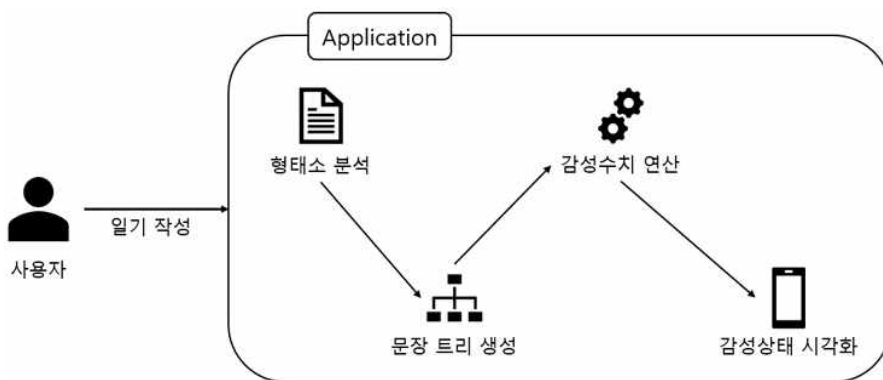 Application
형태소 분석
감성수치 연산
일기 작성
사용자
문장 트리 생성
감성상태 시각화